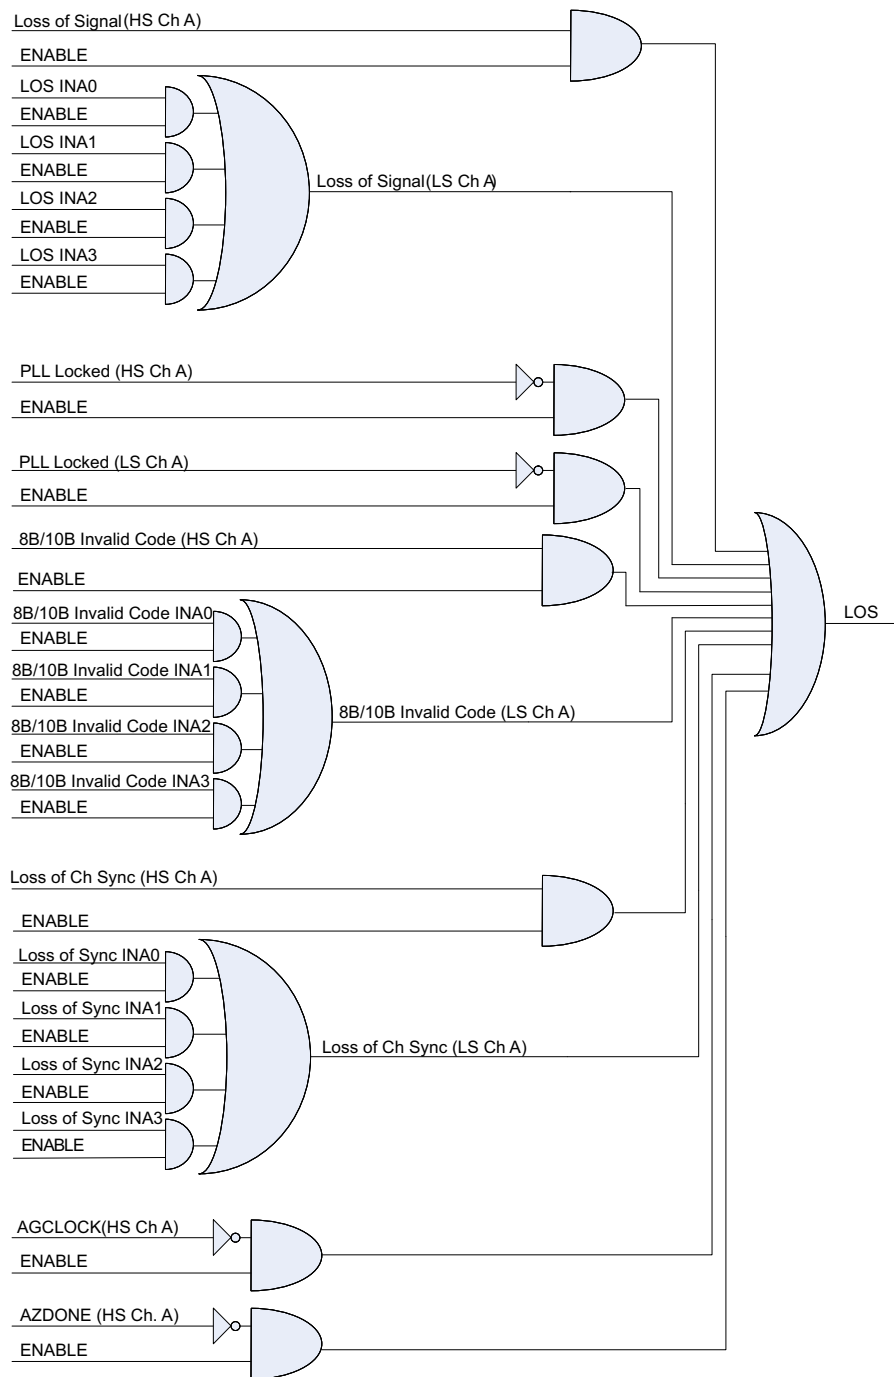 Loss of Signal(HS Ch A)
ENABLE
LOS INA0
ENABLE
LOS INA1
ENABLE
LOS INA2
ENABLE
LOS INA3
ENABLE
Loss of Signal(LS Ch A)
PLL Locked (HS Ch A)
ENABLE
PLL Locked (LS Ch A)
ENABLE
8B/10B Invalid Code (HS Ch A)
ENABLE
8B/10B Invalid Code INA0
ENABLE
8B/10B Invalid Code INA1
ENABLE
8B/10B Invalid Code INA2
ENABLE
8B/10B Invalid Code INA3
ENABLE
8B/10B Invalid Code (LS Ch A)
LOS
Loss of Ch Sync (HS Ch A)
ENABLE
Loss of Sync INA0
ENABLE
Loss of Sync INA1
ENABLE
Loss of Sync INA2
ENABLE
Loss of Sync INA3
ENABLE
Loss of Ch Sync (LS Ch A)
AGCLOCK(HS Ch A)
ENABLE
AZDONE (HS Ch. A)
ENABLE